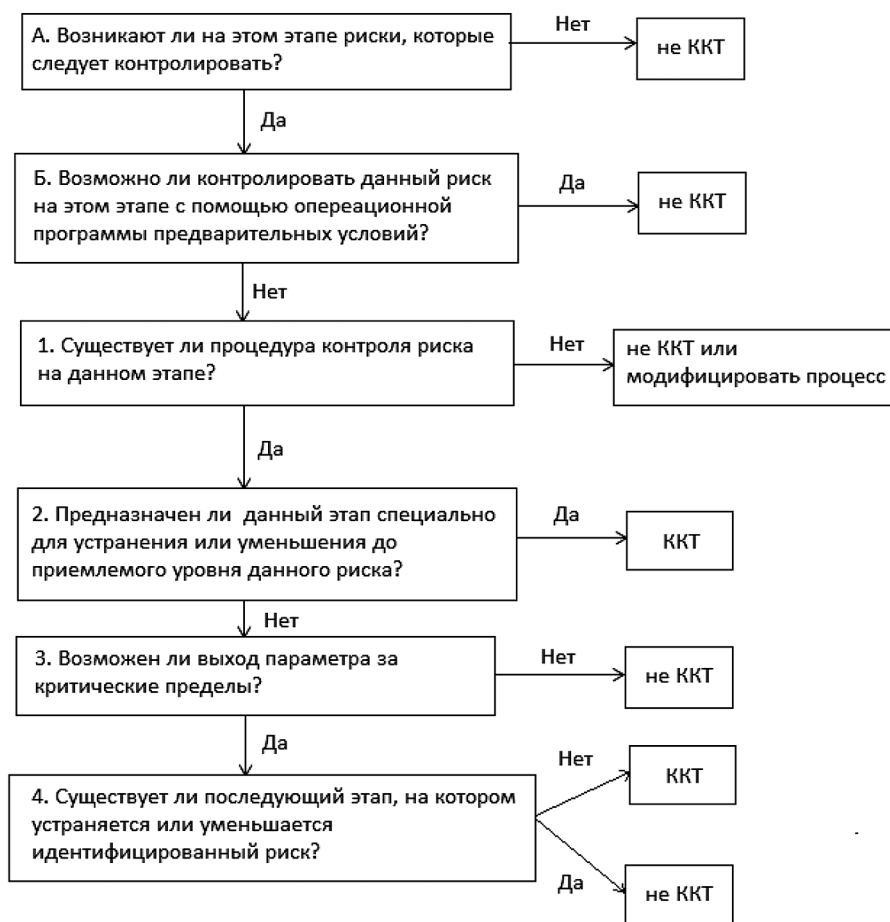 А. Возникают ли на этом этапе риски, которые
следует контролировать?
Нет
не ККТ
Да
Б. Возможно ли контролировать данный риск
на этом этапе с помощью опереационной
программы предварительных условий?
Да
не ККТ
Нет
1. Существует ли процедура контроля риска
на данном этапе?
Нет
не ККТ или
модифицировать процесс
Да
2. Предназначен ли данный этап специально
для устранения или уменьшения до
приемлемого уровня данного риска?
Да
ККТ
Нет
3. Возможен ли выход параметра за
критические пределы?
Нет
не ККТ
Да
4. Существует ли последующий этап, на котором
устраняется или уменьшается
идентифицированный риск?
Нет
ККТ
Да
не ККТ